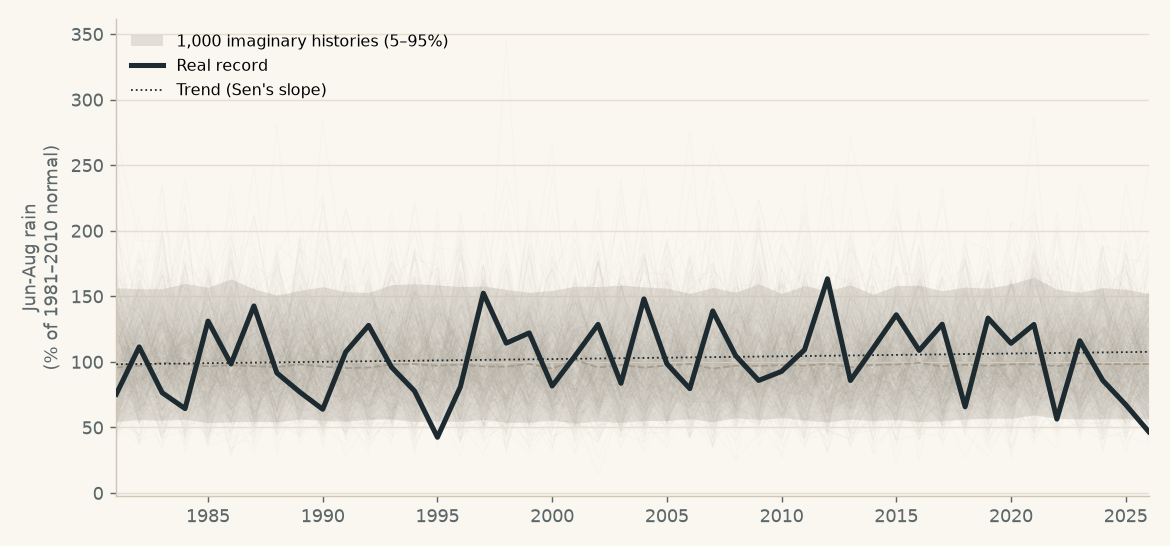 350
300
250
200
150
100
50
0
Jun-Aug rain
(% of 1981–2010 normal)
1,000 imaginary histories (5–95%)
Real record
Trend (Sen's slope)
1985 1990 1995 2000 2005 2010 2015 2020 2025